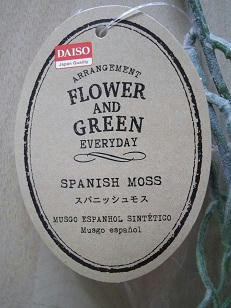 DAISO
Japan Quality
ARRANGEMENT
FLOWER
AND
GREEN
EVERYDAY
SPANISH MOSS
スパニッシュモス
MUSGO ESPANHOL SINTÉTICO
Musgo español